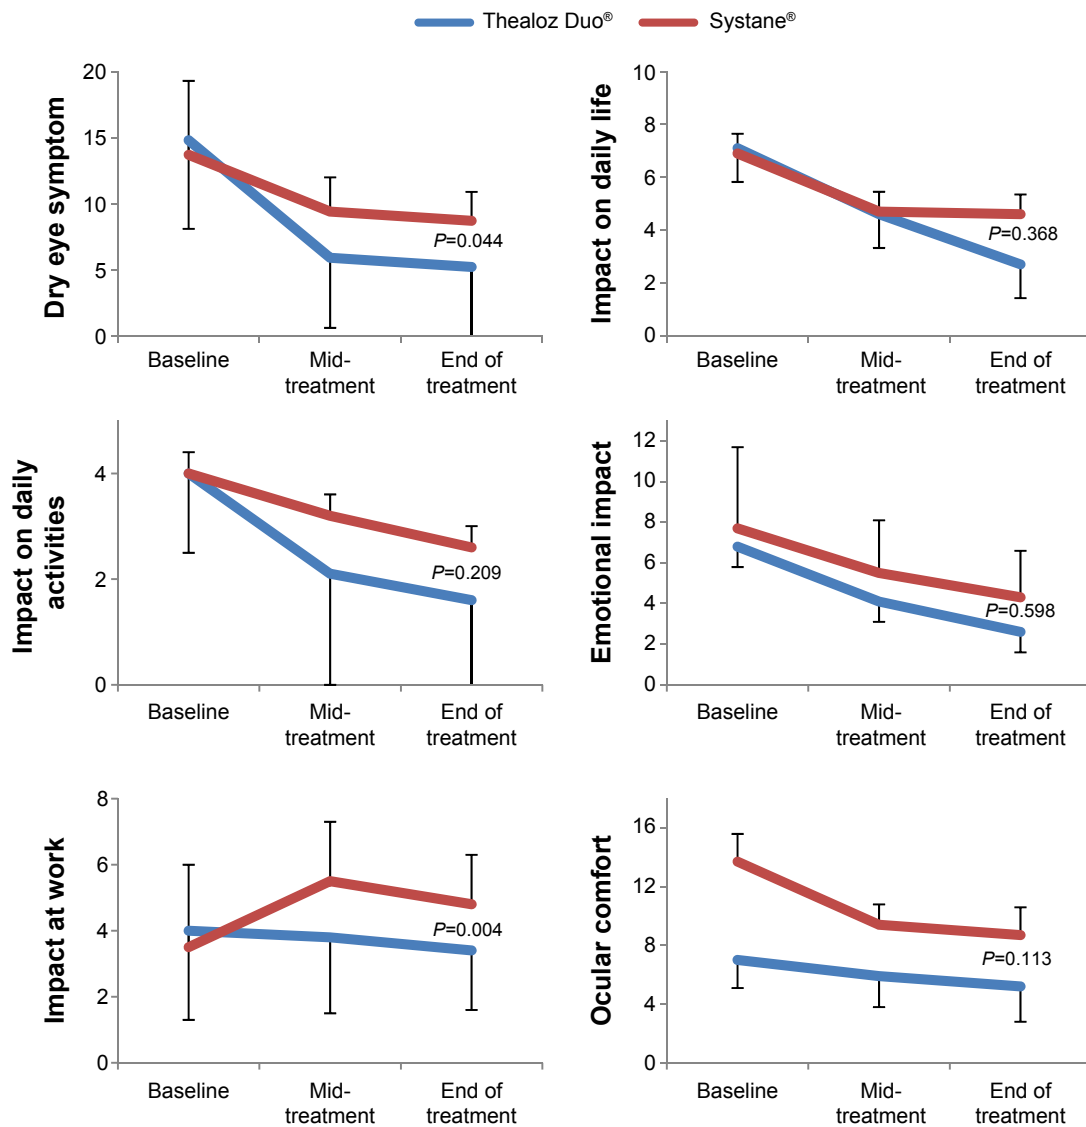 Thealoz Duo® Systane®
Dry eye symptom
20
15
10
5
0
P=0.044
Baseline Mid- End of
treatment treatment
Impact on daily life
10
8
6
4
2
0
P=0.368
Baseline Mid- End of
treatment treatment
Impact on daily
activities
4
2
0
P=0.209
Baseline Mid- End of
treatment treatment
Emotional impact
12
10
8
6
4
2
0
P=0.598
Baseline Mid- End of
treatment treatment
Impact at work
8
6
4
2
0
P=0.004
Baseline Mid- End of
treatment treatment
Ocular comfort
16
12
8
4
0
P=0.113
Baseline Mid- End of
treatment treatment